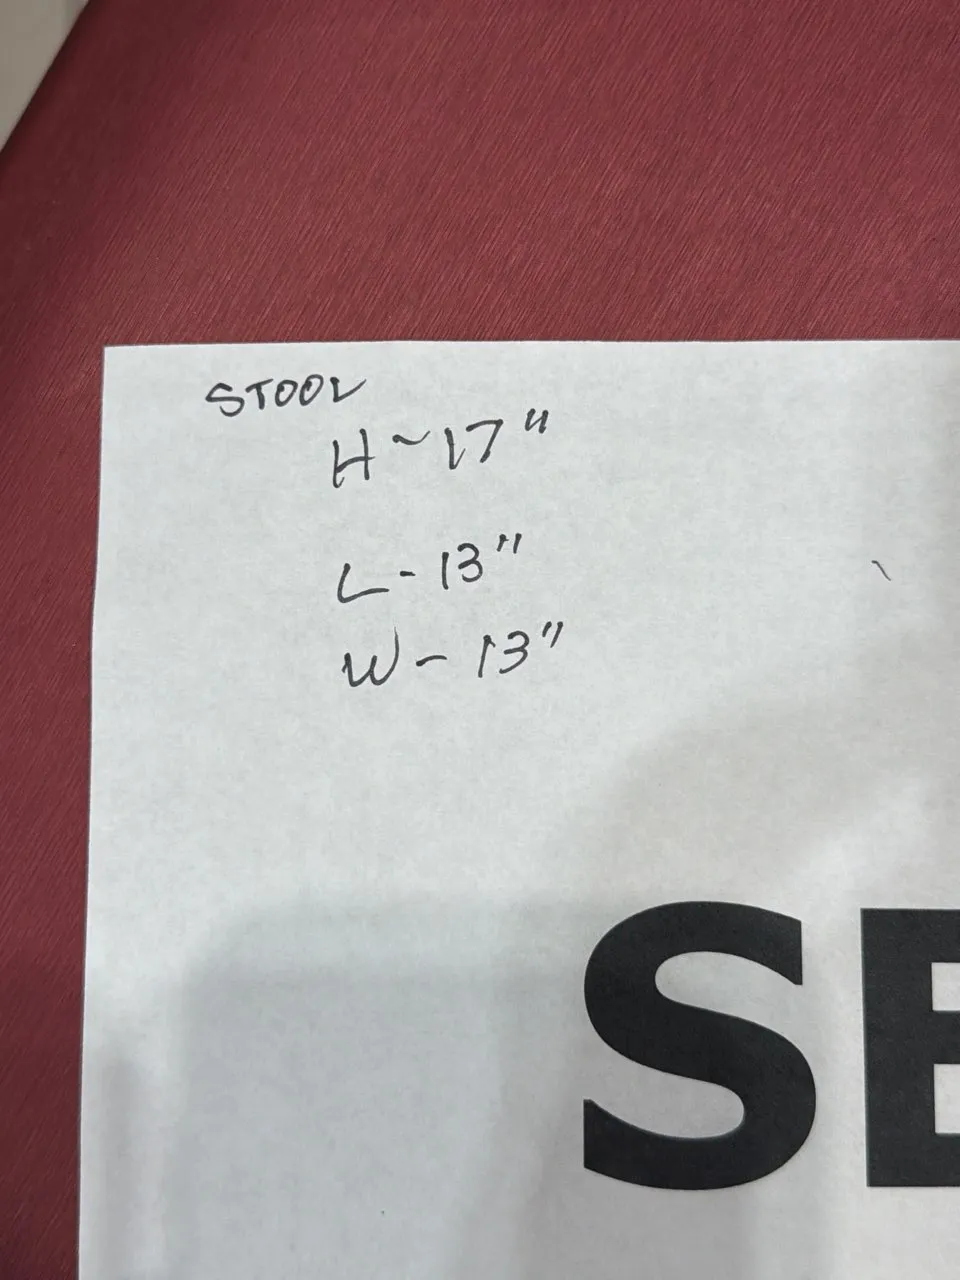 STOOL
H ~ 17"
L - 13"
W - 13"
SE